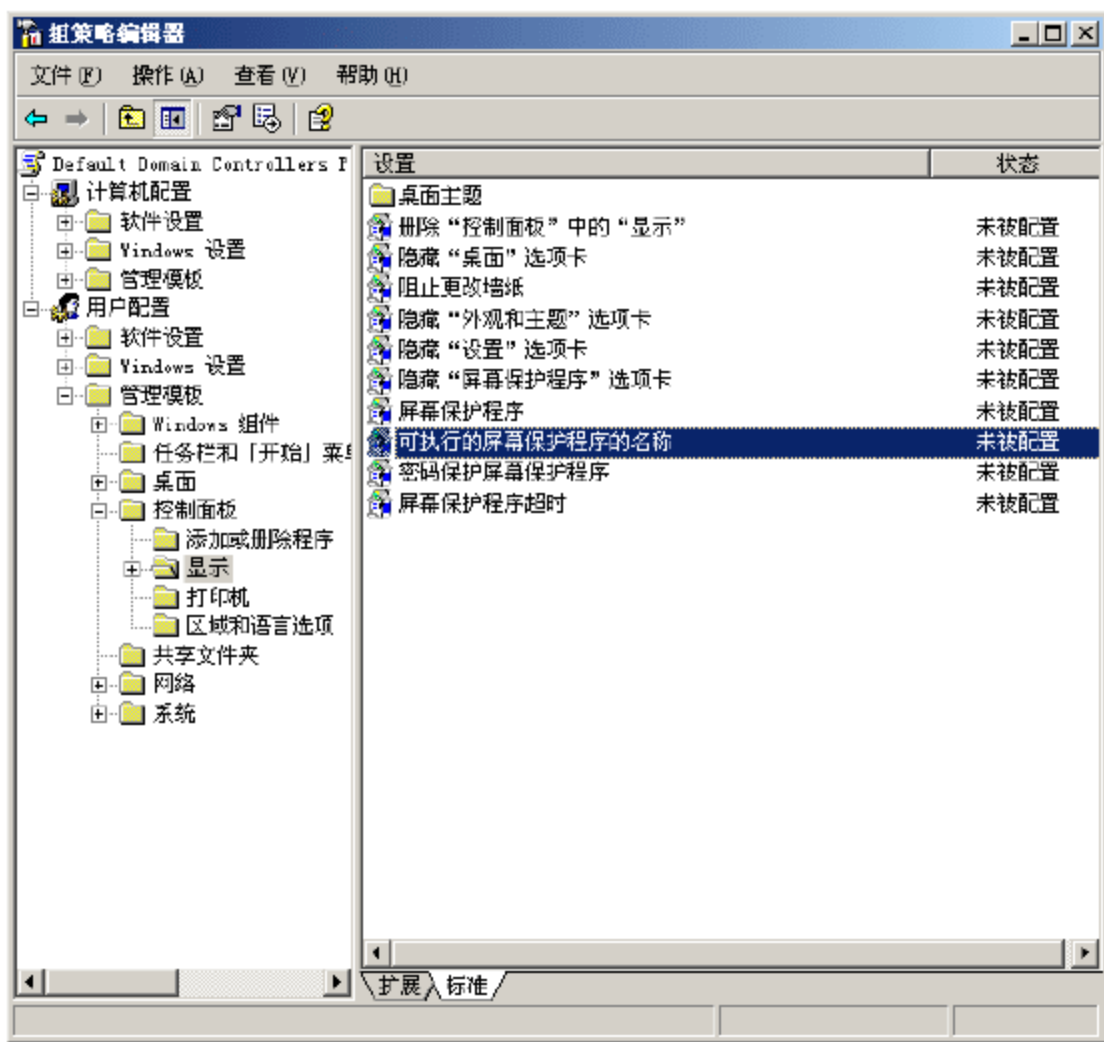 组策略编辑器
文件(F) 操作(A) 查看(V) 帮助(H)
Default Domain Controllers P
计算机配置
软件设置
Windows 设置
管理模板
用户配置
软件设置
Windows 设置
管理模板
Windows 组件
任务栏和「开始」菜单
桌面
控制面板
添加或删除程序
显示
打印机
区域和语言选项
共享文件夹
网络
系统
设置 状态
桌面主题
删除“控制面板”中的“显示” 未被配置
隐藏“桌面”选项卡 未被配置
阻止更改墙纸 未被配置
隐藏“外观和主题”选项卡 未被配置
隐藏“设置”选项卡 未被配置
隐藏“屏幕保护程序”选项卡 未被配置
屏幕保护程序 未被配置
可执行的屏幕保护程序的名称 未被配置
密码保护屏幕保护程序 未被配置
屏幕保护程序超时 未被配置
扩展 标准